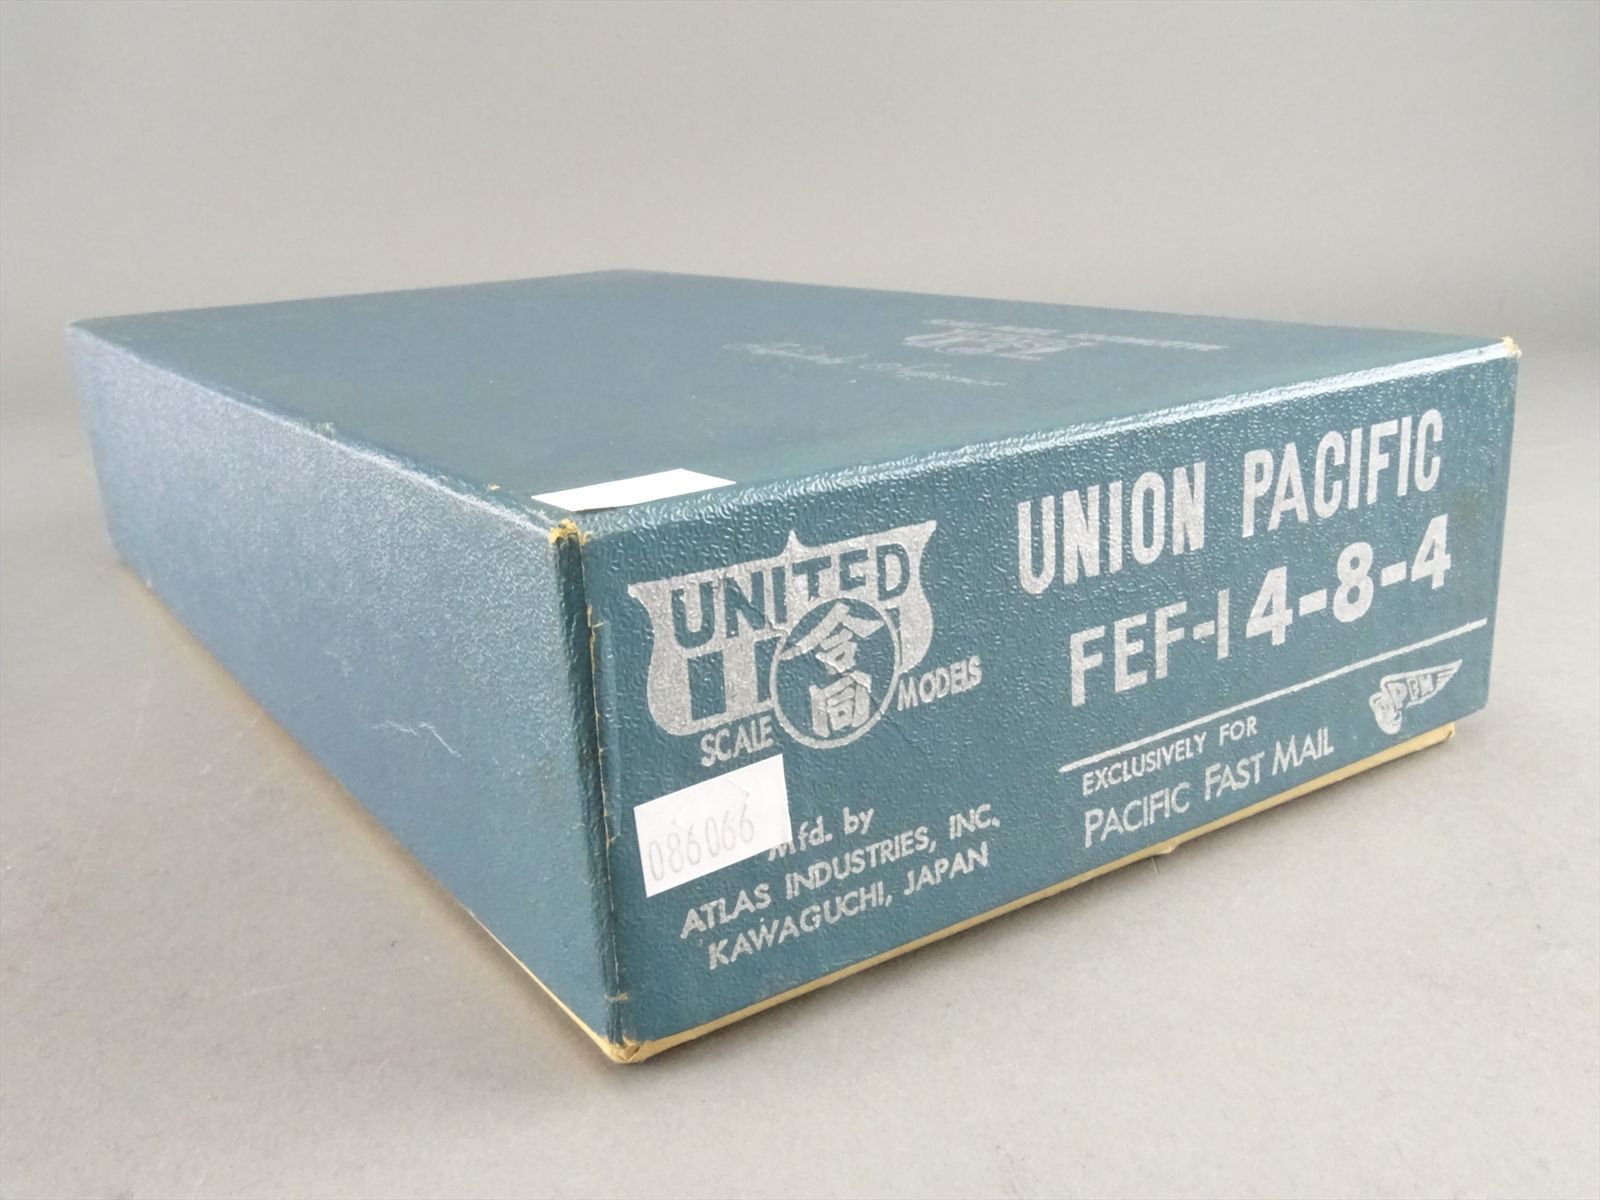 UNITED
合同
SCALE MODELS
086066
Mfd. by
ATLAS INDUSTRIES, INC.
KAWAGUCHI, JAPAN
UNION PACIFIC
FEF-1 4-8-4
EXCLUSIVELY FOR
PACIFIC FAST MAIL
PFM